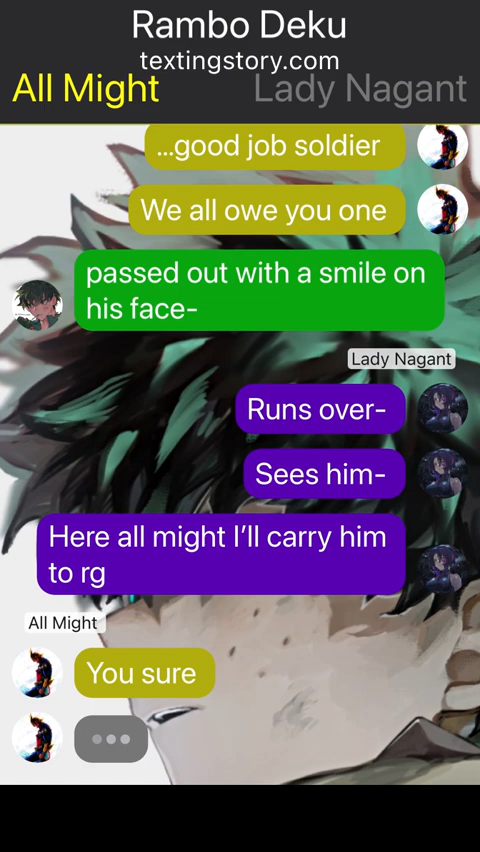 Rambo Deku
textingstory.com
All Might
Lady Nagant
...good job soldier
We all owe you one
passed out with a smile on
his face-
Lady Nagant
Runs over-
Sees him-
Here all might I’ll carry him
to rg
All Might
You sure